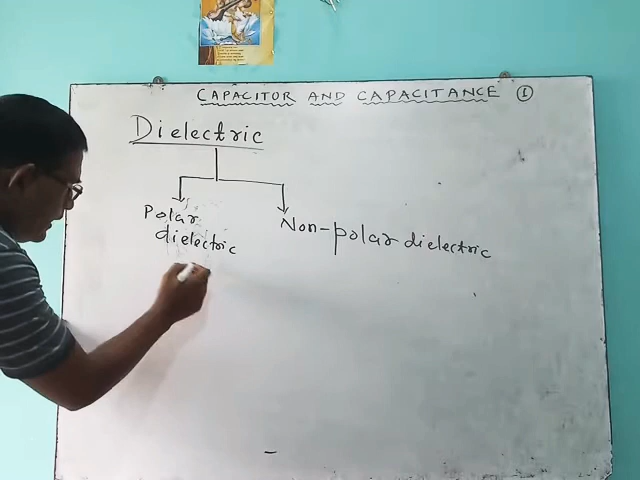 CAPACITOR AND CAPACITANCE ①
Dielectric
Polar
dielectric
Non-polar dielectric